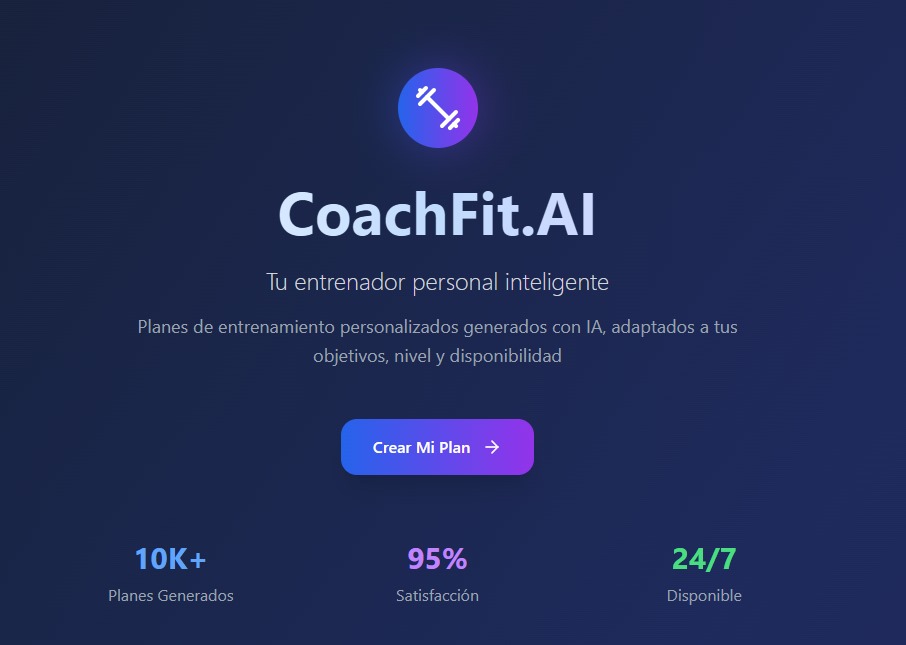 CoachFit.AI
Tu entrenador personal inteligente
Planes de entrenamiento personalizados generados con IA, adaptados a tus
objetivos, nivel y disponibilidad
Crear Mi Plan
10K+ 95% 24/7
Planes Generados Satisfacción Disponible